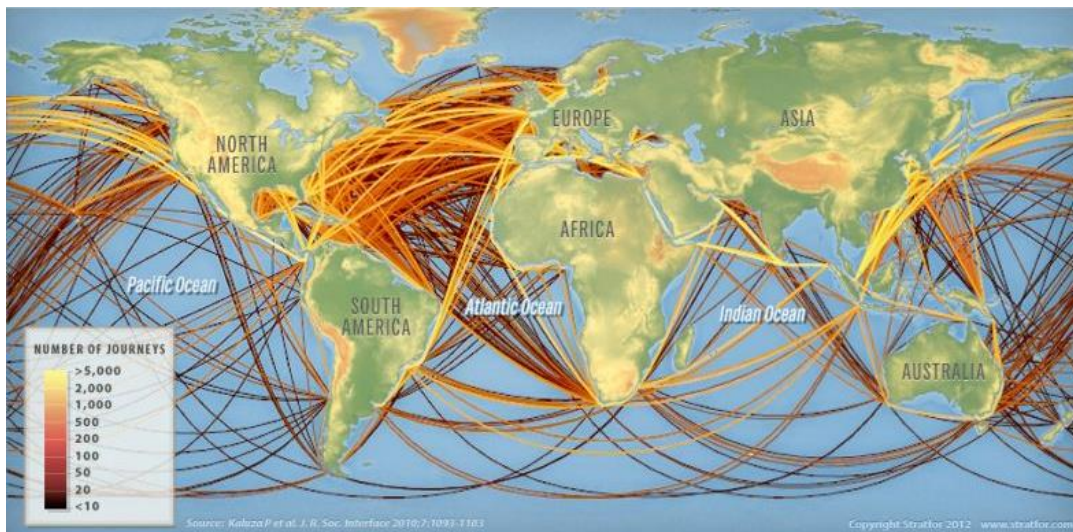 NORTH
AMERICA
EUROPE
ASIA
AFRICA
Pacific Ocean
SOUTH
AMERICA
Atlantic Ocean
Indian Ocean
AUSTRALIA
NUMBER OF JOURNEYS
>5,000
2,000
1,000
500
200
100
50
20
<10
Source: Kaluza P et al. J. R. Soc. Interface 2010;7:1093-1103
Copyright Stratfor 2012 www.stratfor.com